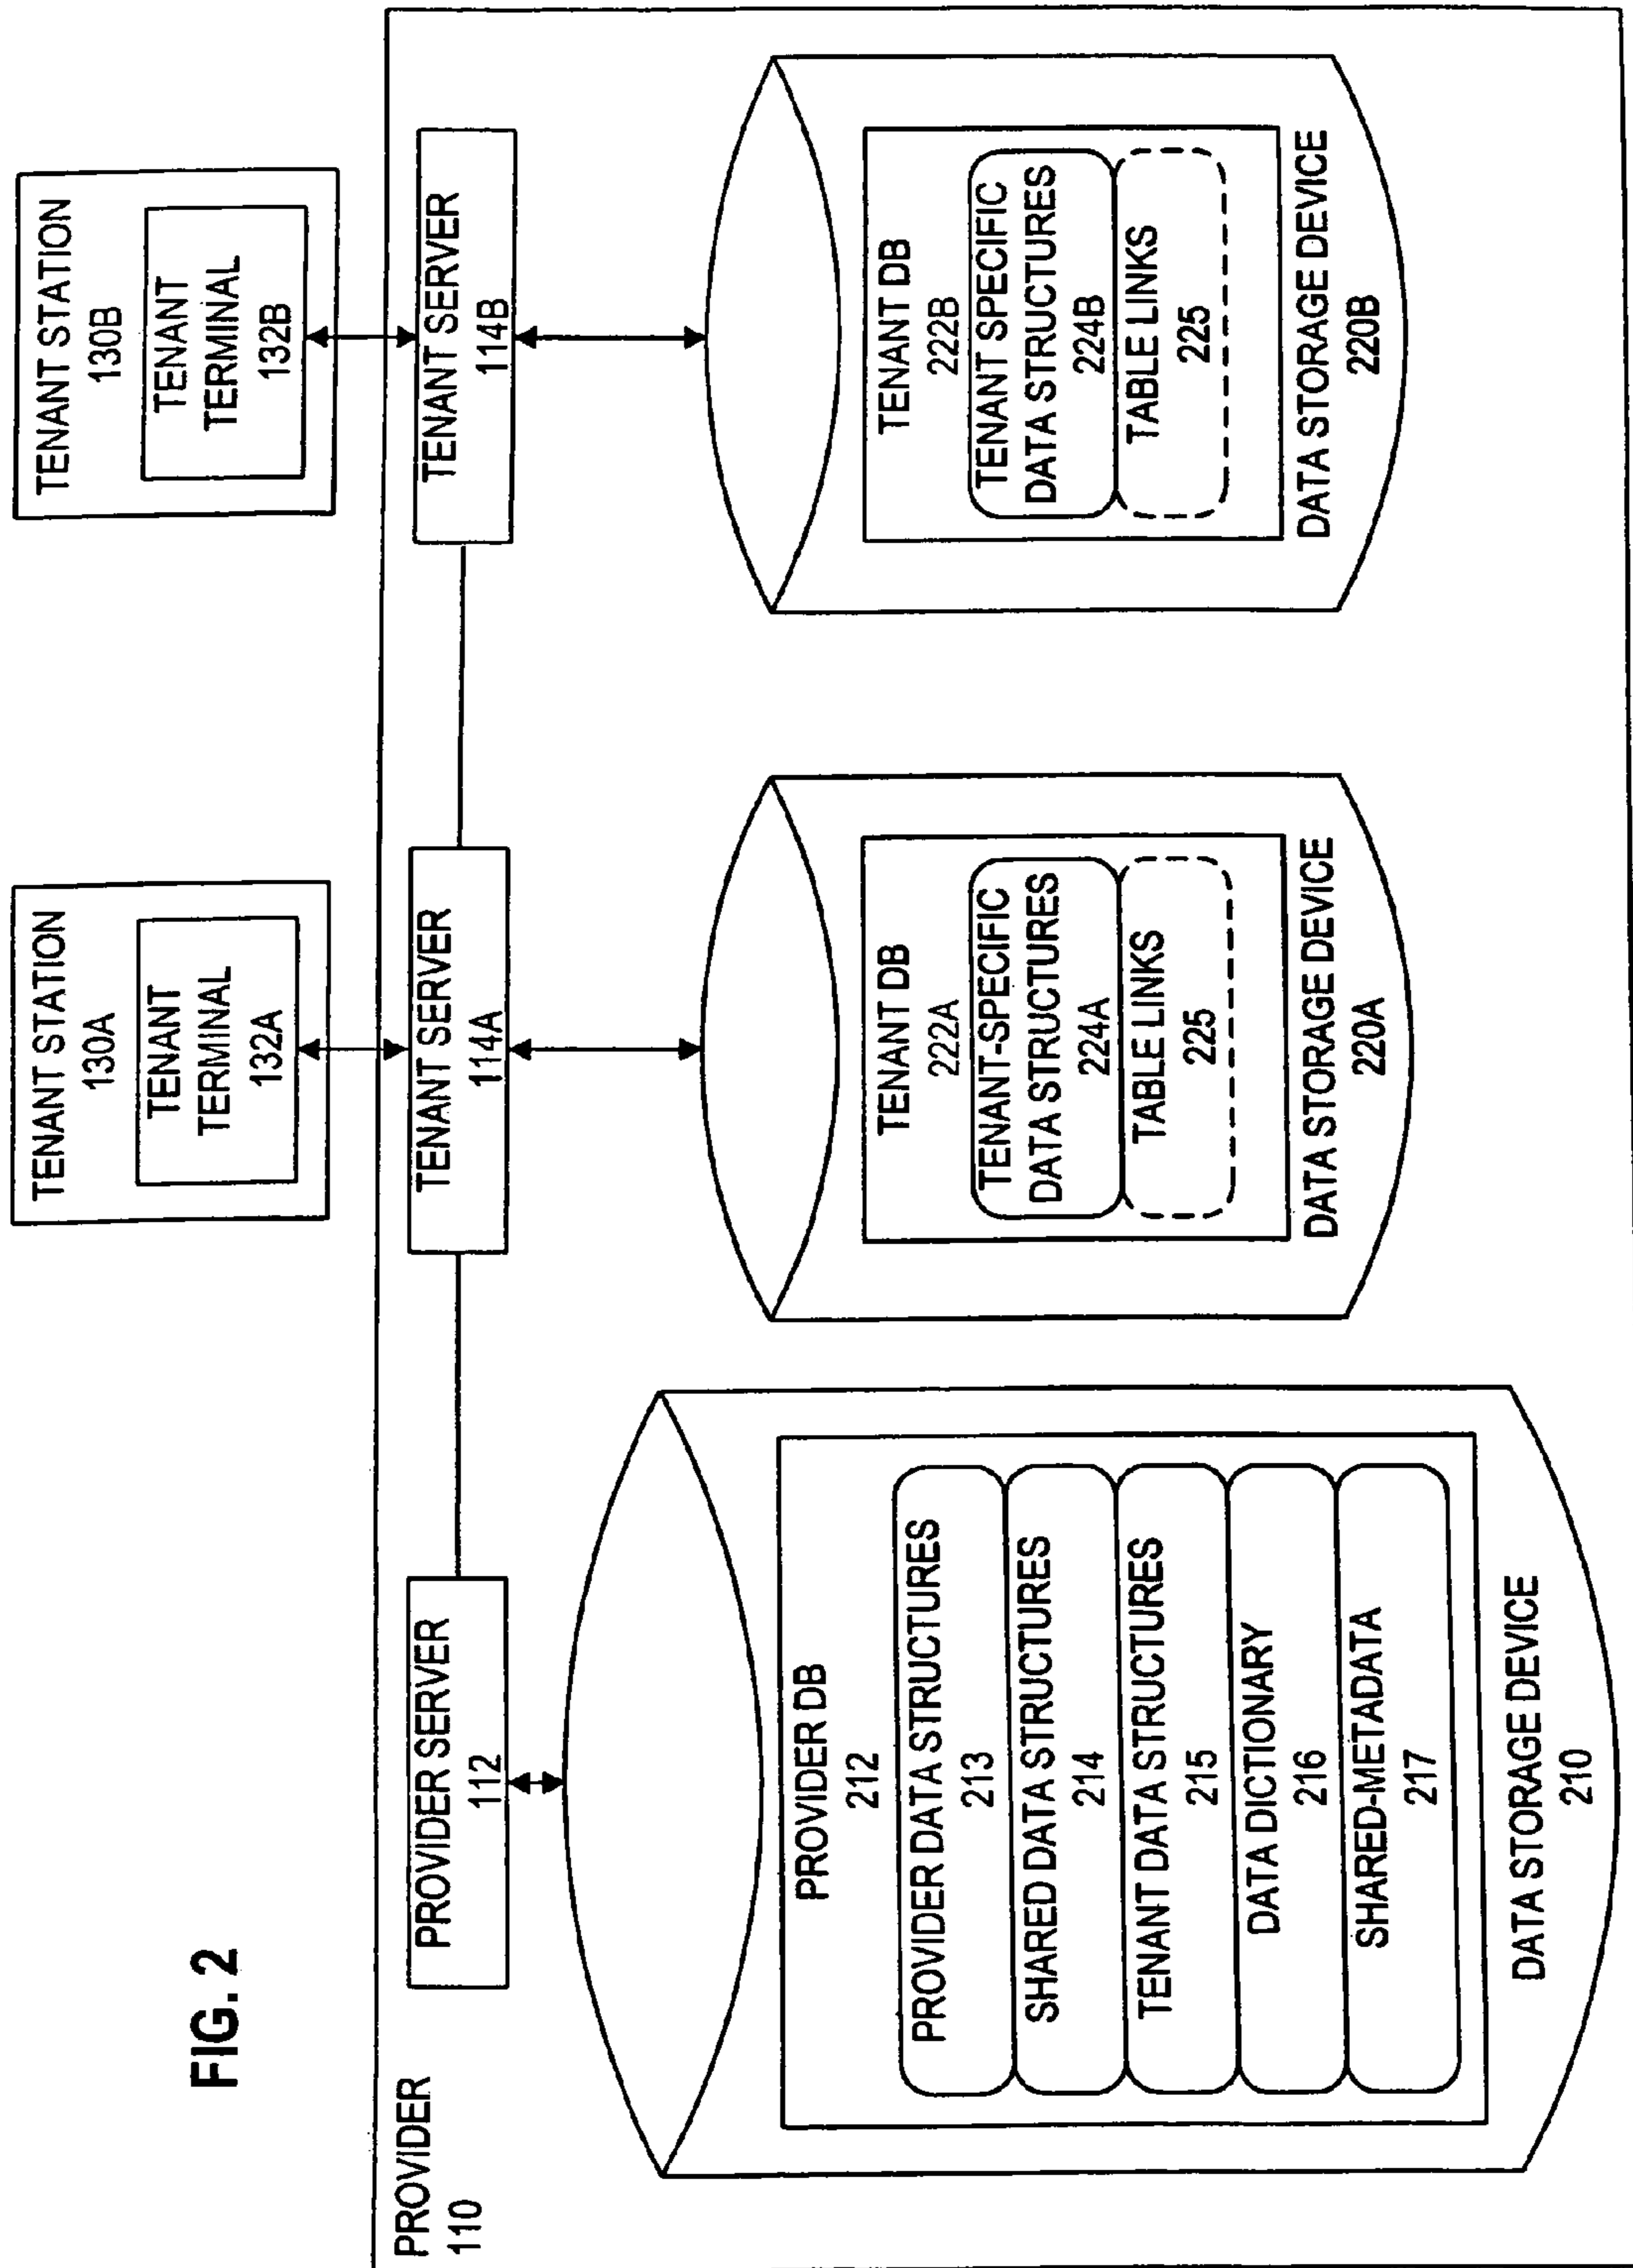 FIG. 2
TENANT STATION
130A
TENANT
TERMINAL
132A
TENANT STATION
130B
TENANT
TERMINAL
132B
PROVIDER
110
PROVIDER SERVER
112
TENANT SERVER
114A
TENANT SERVER
114B
PROVIDER DB
212
PROVIDER DATA STRUCTURES
213
SHARED DATA STRUCTURES
214
TENANT DATA STRUCTURES
215
DATA DICTIONARY
216
SHARED-METADATA
217
DATA STORAGE DEVICE
210
TENANT DB
222A
TENANT-SPECIFIC
DATA STRUCTURES
224A
TABLE LINKS
225
DATA STORAGE DEVICE
220A
TENANT DB
222B
TENANT SPECIFIC
DATA STRUCTURES
224B
TABLE LINKS
225
DATA STORAGE DEVICE
220B